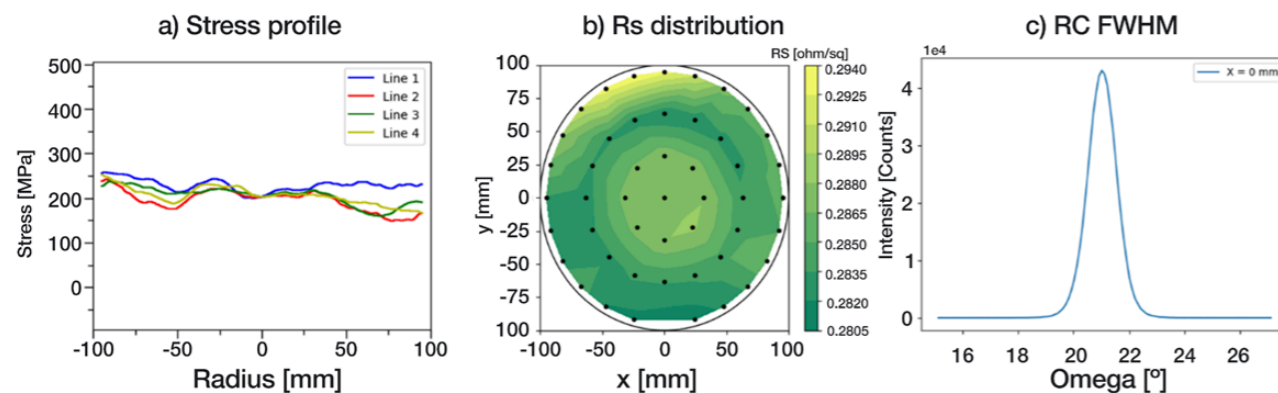 a) Stress profile
500
400
300
200
100
0
Stress [MPa]
Line 1
Line 2
Line 3
Line 4
-100
-50
0
50
100
Radius [mm]
b) Rs distribution
RS [ohm/sq]
100
75
50
25
0
-25
-50
-75
100
y [mm]
-100
-50
0
50
100
x [mm]
0.2940
0.2925
0.2910
0.2895
0.2880
0.2865
0.2850
0.2835
0.2820
0.2805
c) RC FWHM
1e4
X = 0 mm
4
3
2
1
0
Intensity [Counts]
16
18
20
22
24
26
Omega [º]